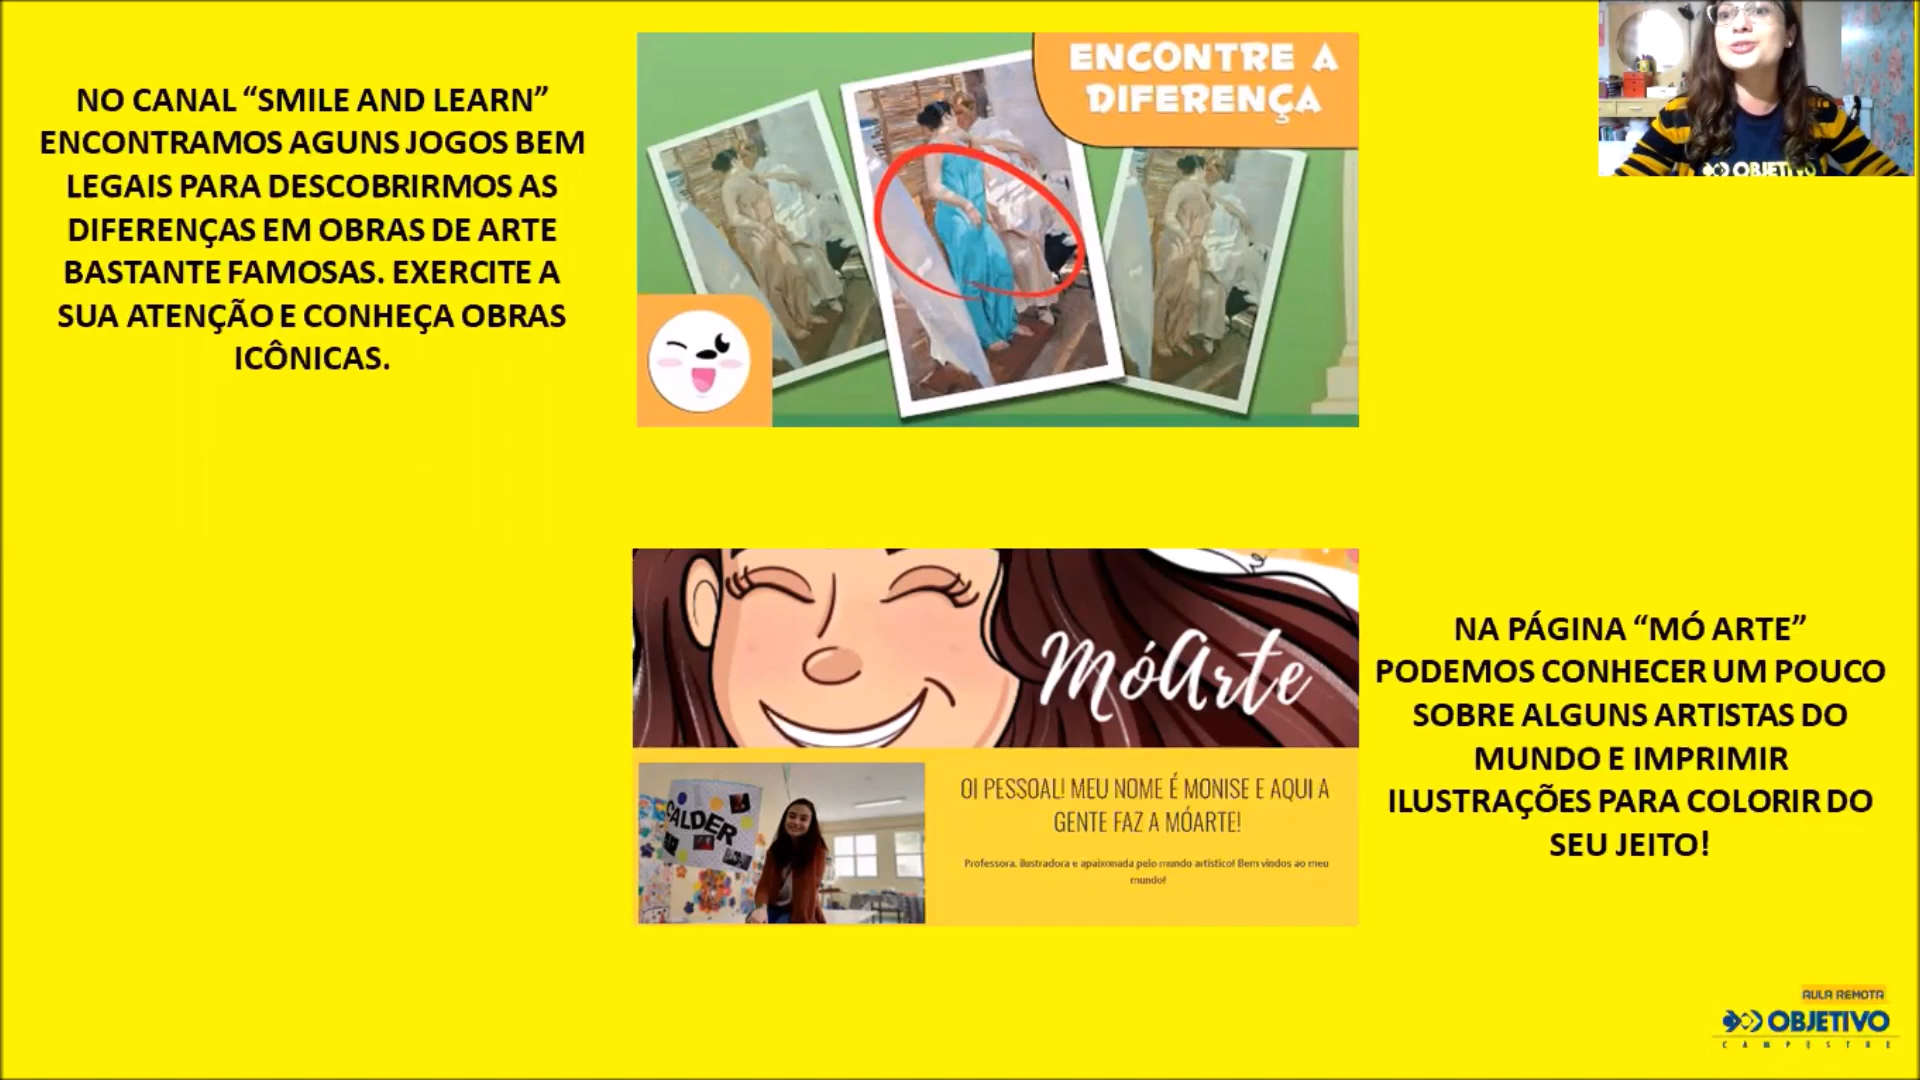 NO CANAL “SMILE AND LEARN”
ENCONTRAMOS AGUNS JOGOS BEM
LEGAIS PARA DESCOBRIRMOS AS
DIFERENÇAS EM OBRAS DE ARTE
BASTANTE FAMOSAS. EXERCITE A
SUA ATENÇÃO E CONHEÇA OBRAS
ICÔNICAS.
ENCONTRE A
DIFERENÇA
OBJETIVO
MóArte
CALDER
OI PESSOAL! MEU NOME É MONISE E AQUI A
GENTE FAZ A MÓARTE!
Professora, ilustradora e apaixonada pelo mundo artístico! Bem vindos ao meu
mundo!
NA PÁGINA “MÓ ARTE”
PODEMOS CONHECER UM POUCO
SOBRE ALGUNS ARTISTAS DO
MUNDO E IMPRIMIR
ILUSTRAÇÕES PARA COLORIR DO
SEU JEITO!
AULA REMOTA
OBJETIVO
CAMPESTRE